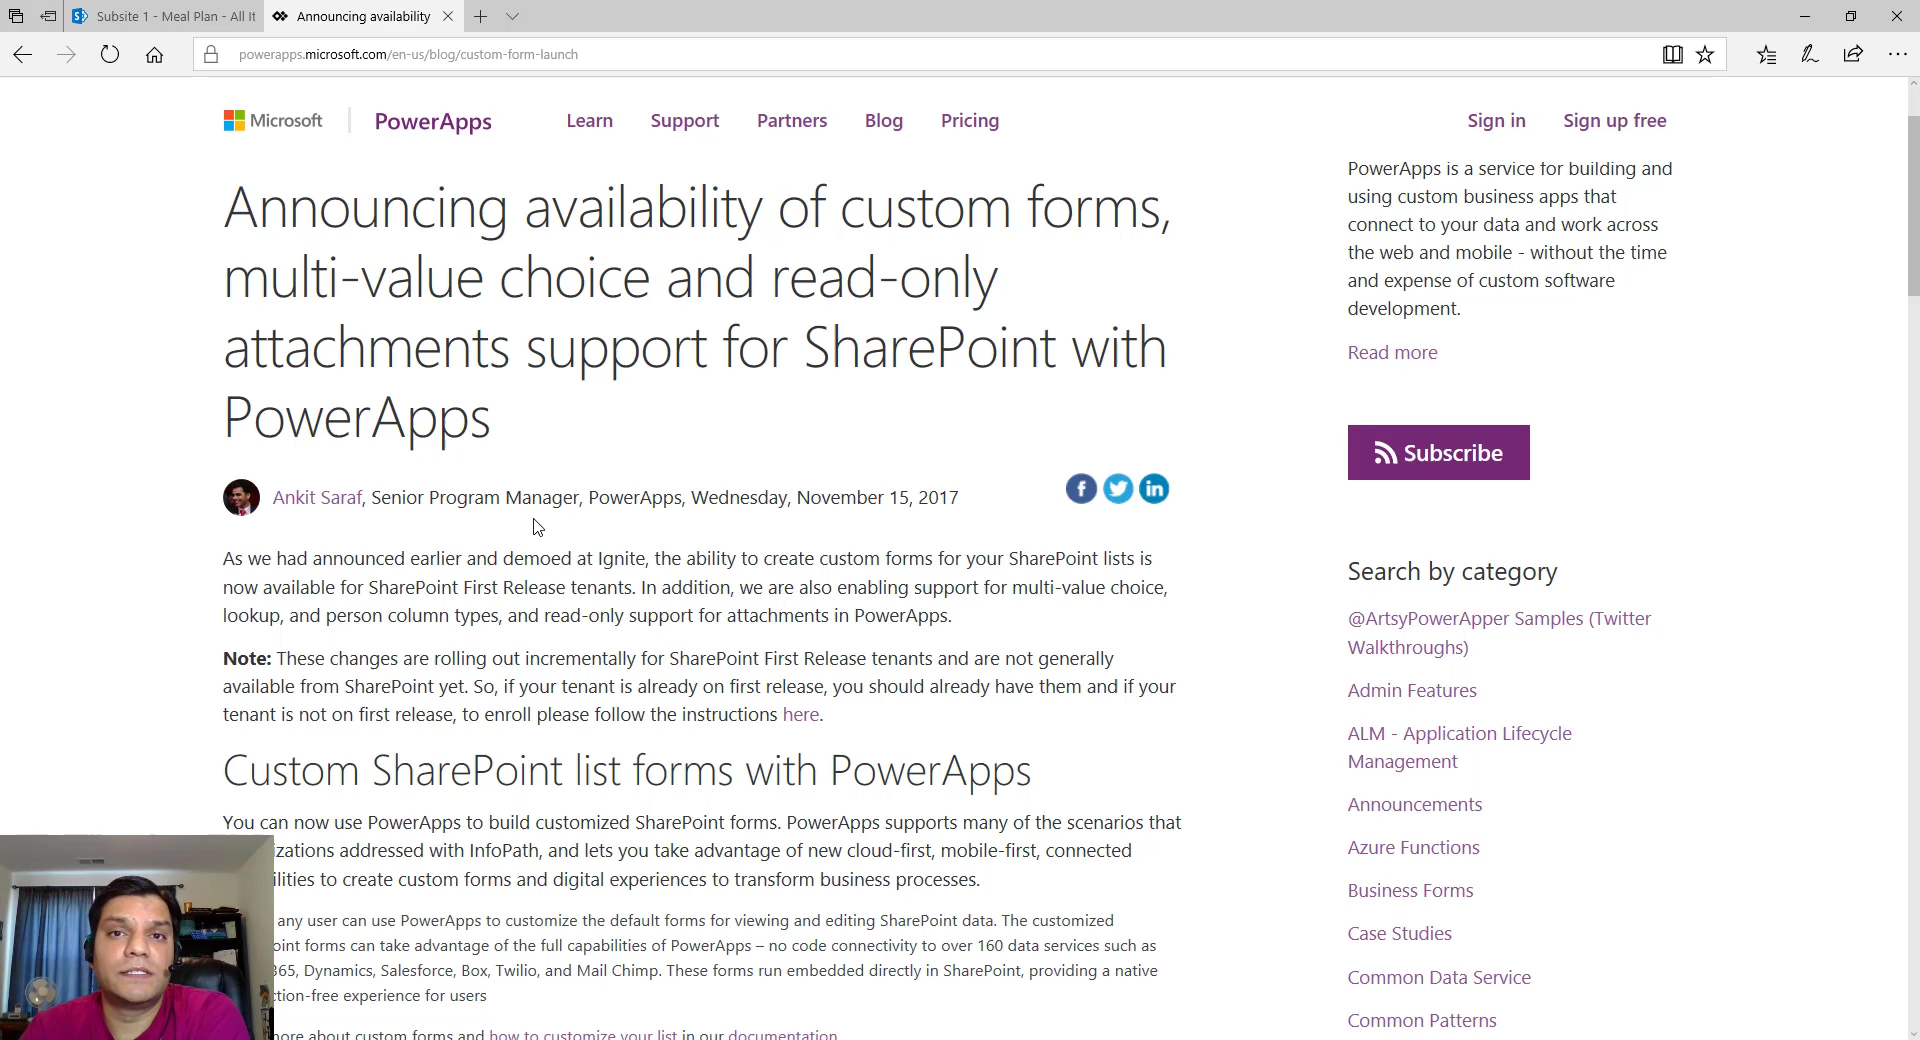 Subsite 1 - Meal Plan - All It
Announcing availability
powerapps.microsoft.com/en-us/blog/custom-form-launch
Microsoft
PowerApps
Learn
Support
Partners
Blog
Pricing
Sign in
Sign up free
Announcing availability of custom forms,
multi-value choice and read-only
attachments support for SharePoint with
PowerApps
Ankit Saraf, Senior Program Manager, PowerApps, Wednesday, November 15, 2017
As we had announced earlier and demoed at Ignite, the ability to create custom forms for your SharePoint lists is
now available for SharePoint First Release tenants. In addition, we are also enabling support for multi-value choice,
lookup, and person column types, and read-only support for attachments in PowerApps.
Note: These changes are rolling out incrementally for SharePoint First Release tenants and are not generally
available from SharePoint yet. So, if your tenant is already on first release, you should already have them and if your
tenant is not on first release, to enroll please follow the instructions here.
Custom SharePoint list forms with PowerApps
You can now use PowerApps to build customized SharePoint forms. PowerApps supports many of the scenarios that
izations addressed with InfoPath, and lets you take advantage of new cloud-first, mobile-first, connected
ilities to create custom forms and digital experiences to transform business processes.
any user can use PowerApps to customize the default forms for viewing and editing SharePoint data. The customized
oint forms can take advantage of the full capabilities of PowerApps – no code connectivity to over 160 data services such as
365, Dynamics, Salesforce, Box, Twilio, and Mail Chimp. These forms run embedded directly in SharePoint, providing a native
ction-free experience for users
more about custom forms and how to customize your list in our documentation
PowerApps is a service for building and
using custom business apps that
connect to your data and work across
the web and mobile - without the time
and expense of custom software
development.
Read more
Subscribe
Search by category
@ArtsyPowerApper Samples (Twitter
Walkthroughs)
Admin Features
ALM - Application Lifecycle
Management
Announcements
Azure Functions
Business Forms
Case Studies
Common Data Service
Common Patterns